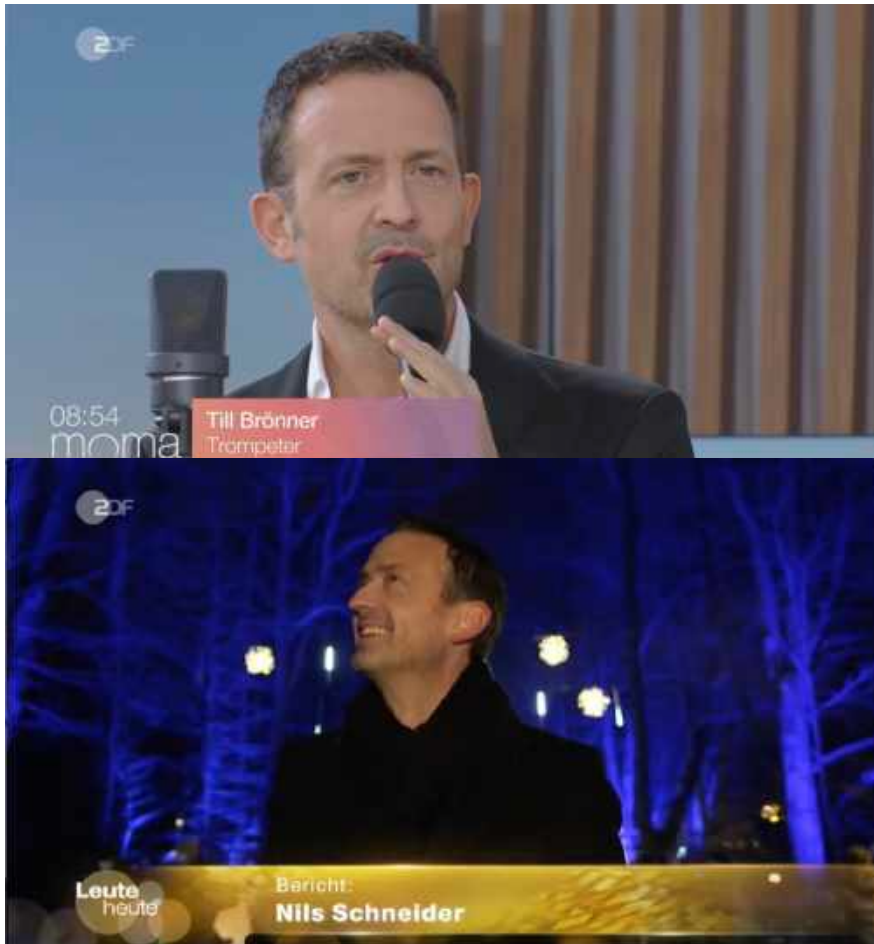 ZDF
08:54
moma
Till Brönner
Trompeter
ZDF
Leute
heute
Bericht:
Nils Schneider